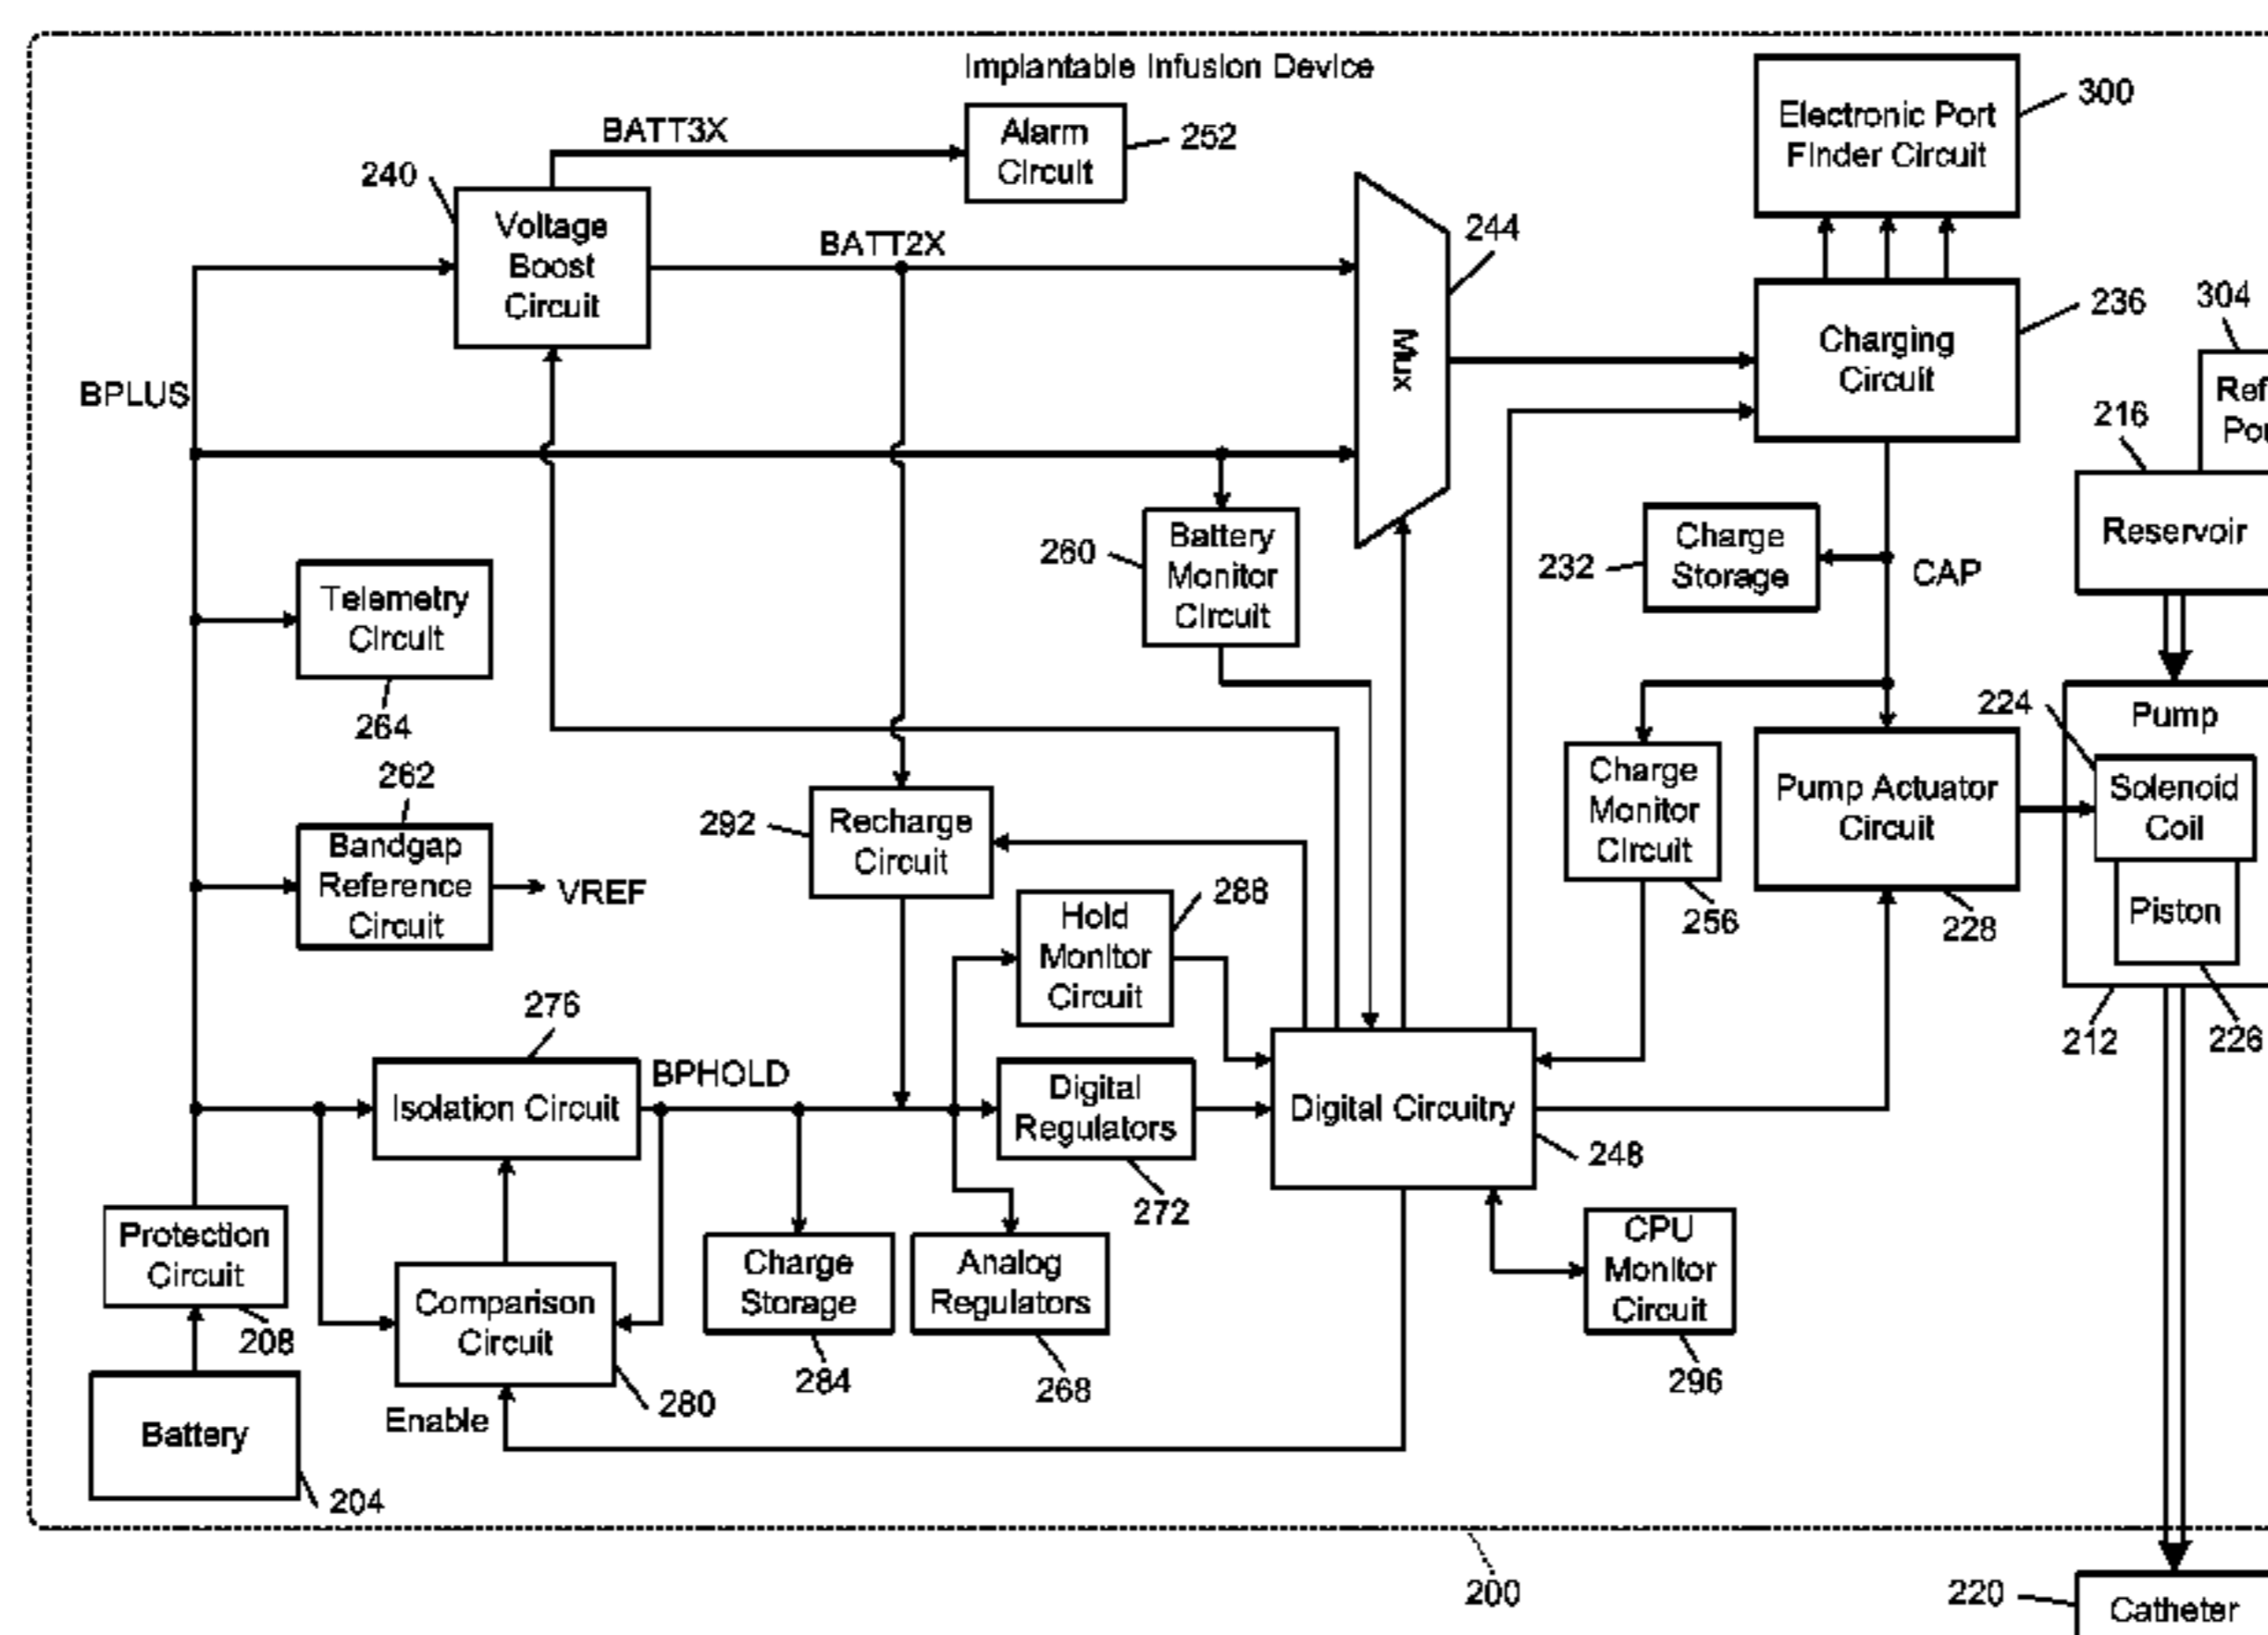 Implantable Infusion Device
BATT3X
Alarm
Circuit
252
Electronic Port
Finder Circuit
300
240
Voltage
Boost
Circuit
BATT2X
244
Mux
Charging
Circuit
236
304
BPLUS
216
Reservoir
Telemetry
Circuit
264
260
Battery
Monitor
Circuit
232
Charge
Storage
CAP
262
Bandgap
Reference
Circuit
VREF
292
Recharge
Circuit
Charge
Monitor
Circuit
256
Pump Actuator
Circuit
228
224
Pump
Solenoid
Coil
Piston
212
226
Hold
Monitor
Circuit
288
276
Isolation Circuit
BPHOLD
Digital
Regulators
272
Digital Circuitry
248
Protection
Circuit
208
Comparison
Circuit
280
Enable
Charge
Storage
284
Analog
Regulators
268
CPU
Monitor
Circuit
296
Battery
204
200
220
Catheter